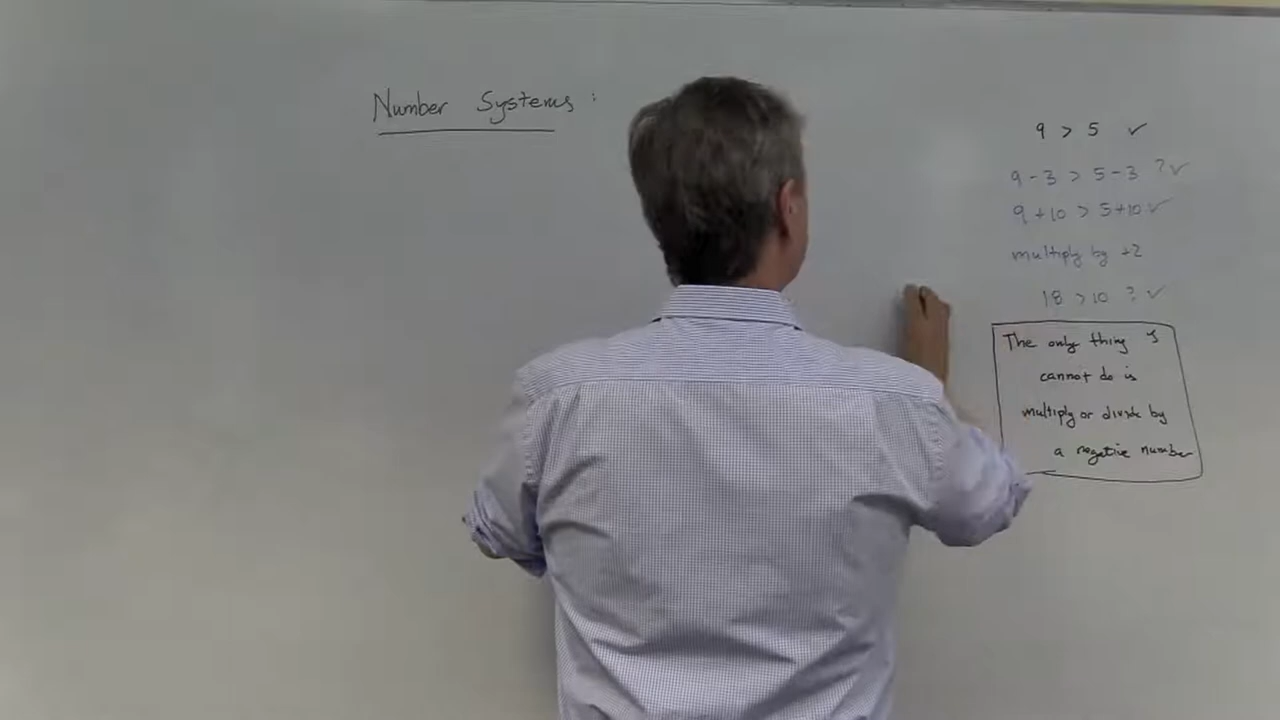 Number Systems:
9 > 5 ✓
9 - 3 > 5 - 3 ? ✓
9 + 10 > 5 + 10 ✓
multiply by +2
18 > 10 ? ✓
The only thing I
cannot do is
multiply or divide by
a negative number